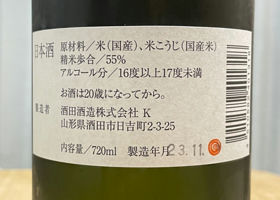 日本酒
原材料／米（国産）、米こうじ（国産米）
精米歩合／55%
アルコール分／16度以上17度未満
お酒は20歳になってから。
製造者
酒田酒造株式会社 K
山形県酒田市日吉町2-3-25
内容量／720ml 製造年月 23.11.